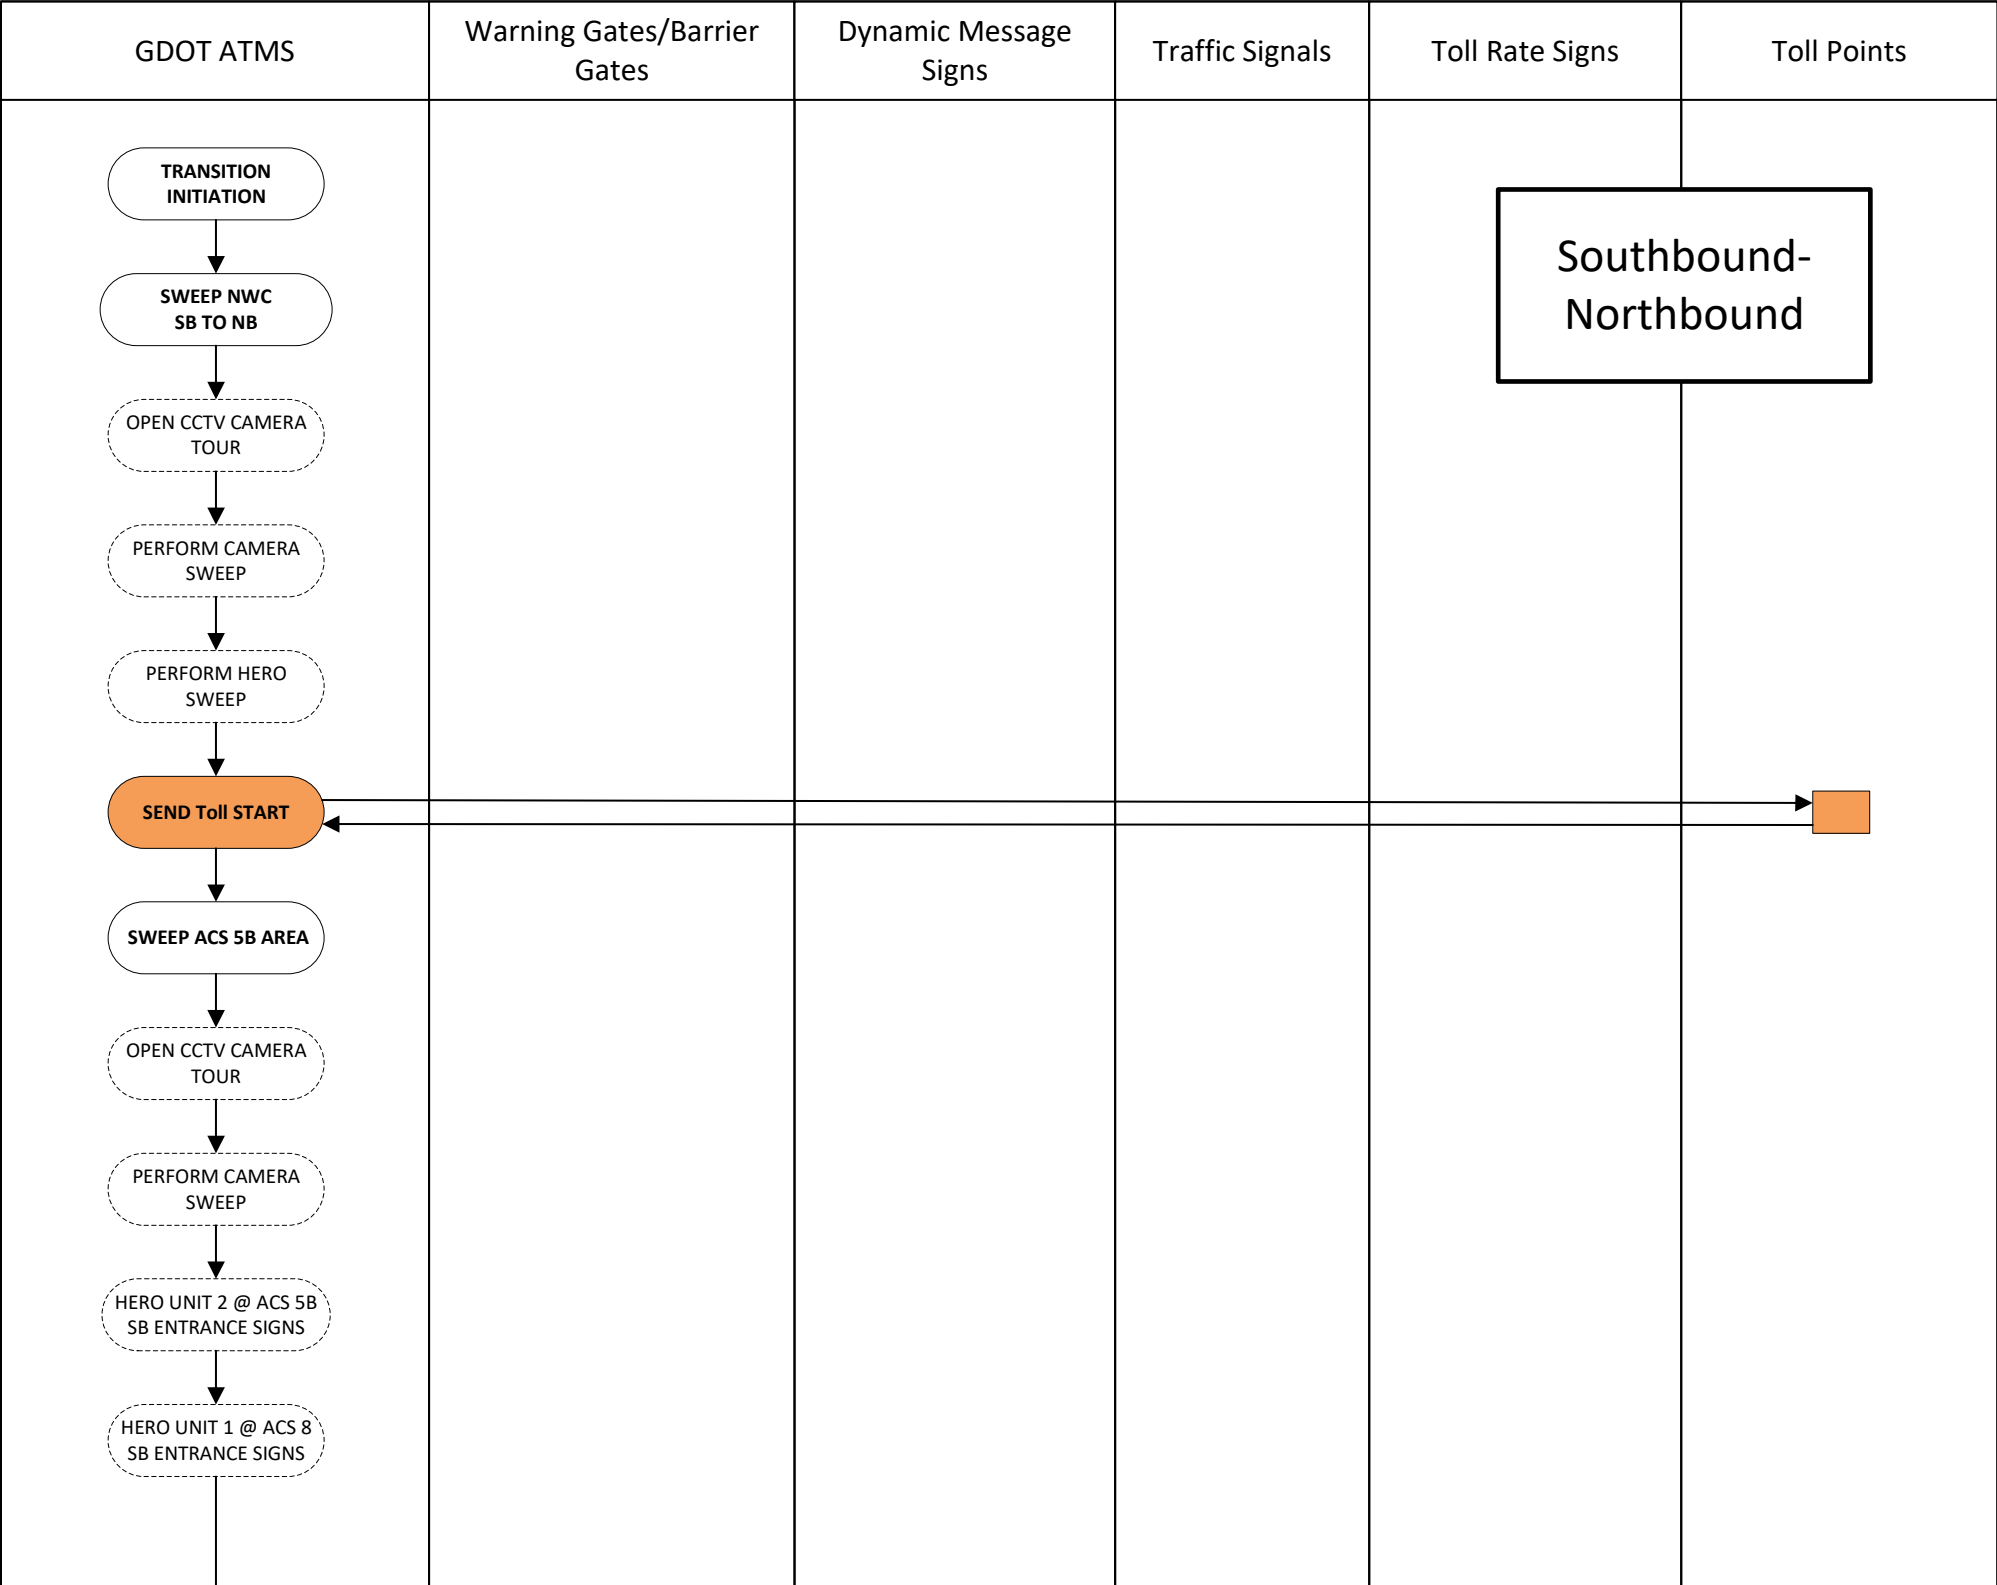 GDOT ATMS
Warning Gates/Barrier
Gates
Dynamic Message
Signs
Traffic Signals
Toll Rate Signs
Toll Points
Southbound-
Northbound
TRANSITION
INITIATION
SWEEP NWC
SB TO NB
OPEN CCTV CAMERA
TOUR
PERFORM CAMERA
SWEEP
PERFORM HERO
SWEEP
SEND Toll START
SWEEP ACS 5B AREA
OPEN CCTV CAMERA
TOUR
PERFORM CAMERA
SWEEP
HERO UNIT 2 @ ACS 5B
SB ENTRANCE SIGNS
HERO UNIT 1 @ ACS 8
SB ENTRANCE SIGNS